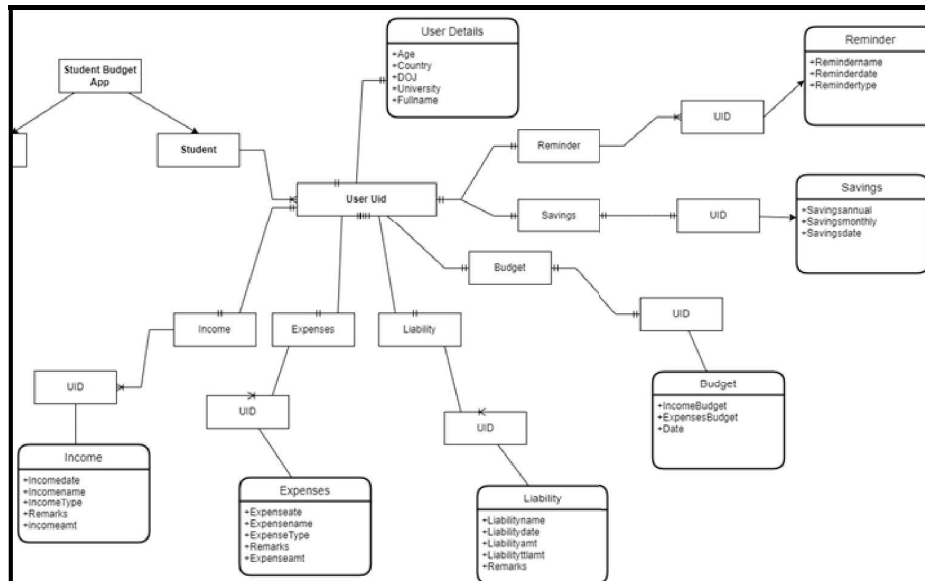 User Details
+Age
+Country
+DOJ
+University
+Fullname
Reminder
+Remindername
+Reminderdate
+Remindertype
Student Budget
App
UID
Student
Reminder
User Uid
Savings
UID
Savings
+Savingsannual
+Savingsmonthly
+Savingsdate
Budget
UID
Income
Expenses
Liability
UID
UID
UID
Budget
+IncomeBudget
+ExpensesBudget
+Date
Income
+Incomedate
+Incomename
+IncomeType
+Remarks
+incomeamt
Expenses
+Expenseate
+Expensename
+ExpenseType
+Remarks
+Expenseamt
Liability
+Liabilityname
+Liabilitydate
+Liabilityamt
+Liabilityttlamt
+Remarks